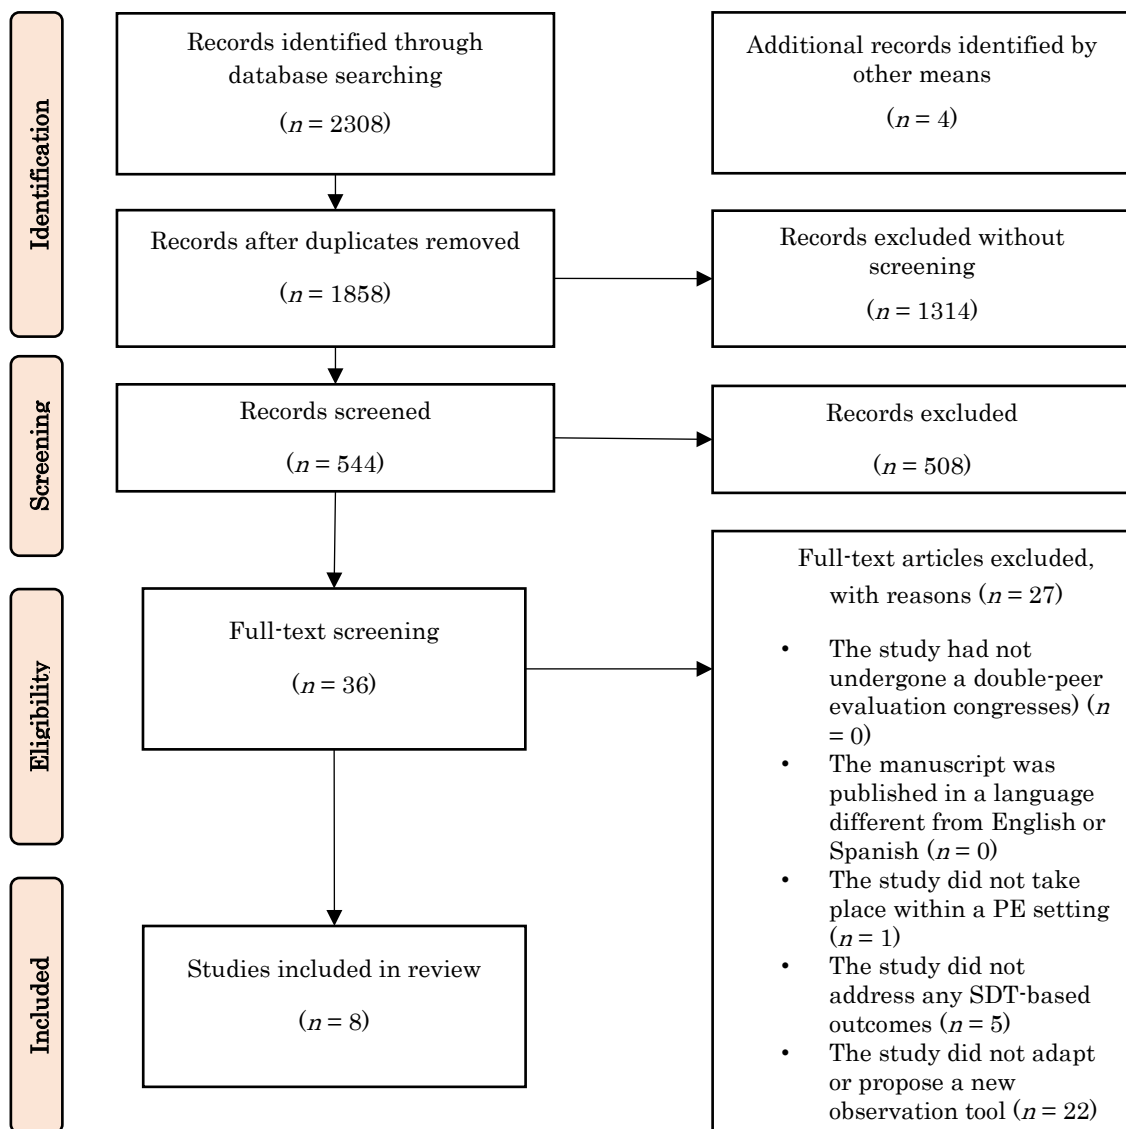 Identification
Records identified through
database searching
(n = 2308)
Additional records identified by
other means
(n = 4)
Records after duplicates removed
(n = 1858)
Records excluded without
screening
(n = 1314)
Screening
Records screened
(n = 544)
Records excluded
(n = 508)
Eligibility
Full-text screening
(n = 36)
Full-text articles excluded,
with reasons (n = 27)
• The study had not
undergone a double-peer
evaluation congresses) (n
= 0)
• The manuscript was
published in a language
different from English or
Spanish (n = 0)
• The study did not take
place within a PE setting
(n = 1)
• The study did not
address any SDT-based
outcomes (n = 5)
• The study did not adapt
or propose a new
observation tool (n = 22)
Included
Studies included in review
(n = 8)